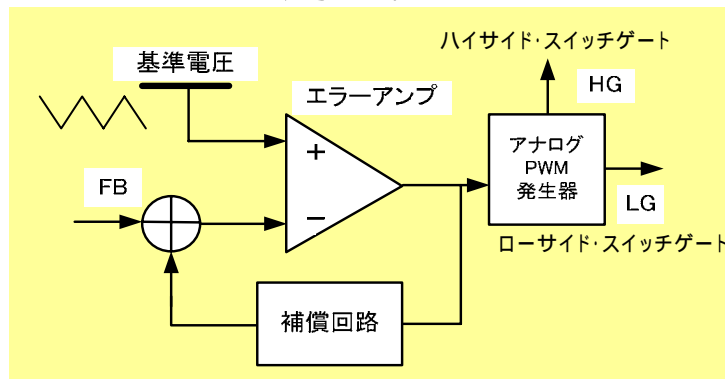 ハイサイド・スイッチゲート
基準電圧
エラーアンプ
HG
+
アナログ
PWM
発生器
FB
−
LG
ローサイド・スイッチゲート
補償回路